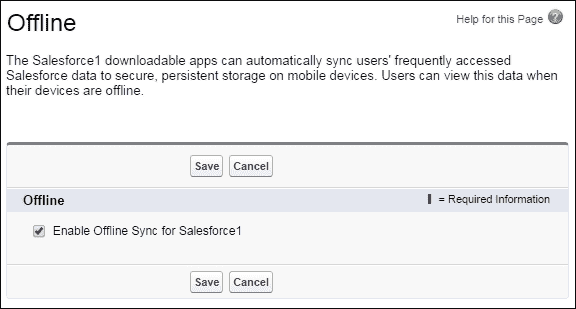 Offline
Help for this Page ?
The Salesforce1 downloadable apps can automatically sync users' frequently accessed
Salesforce data to secure, persistent storage on mobile devices. Users can view this data when
their devices are offline.
Save Cancel
Offline
= Required Information
Enable Offline Sync for Salesforce1
Save Cancel